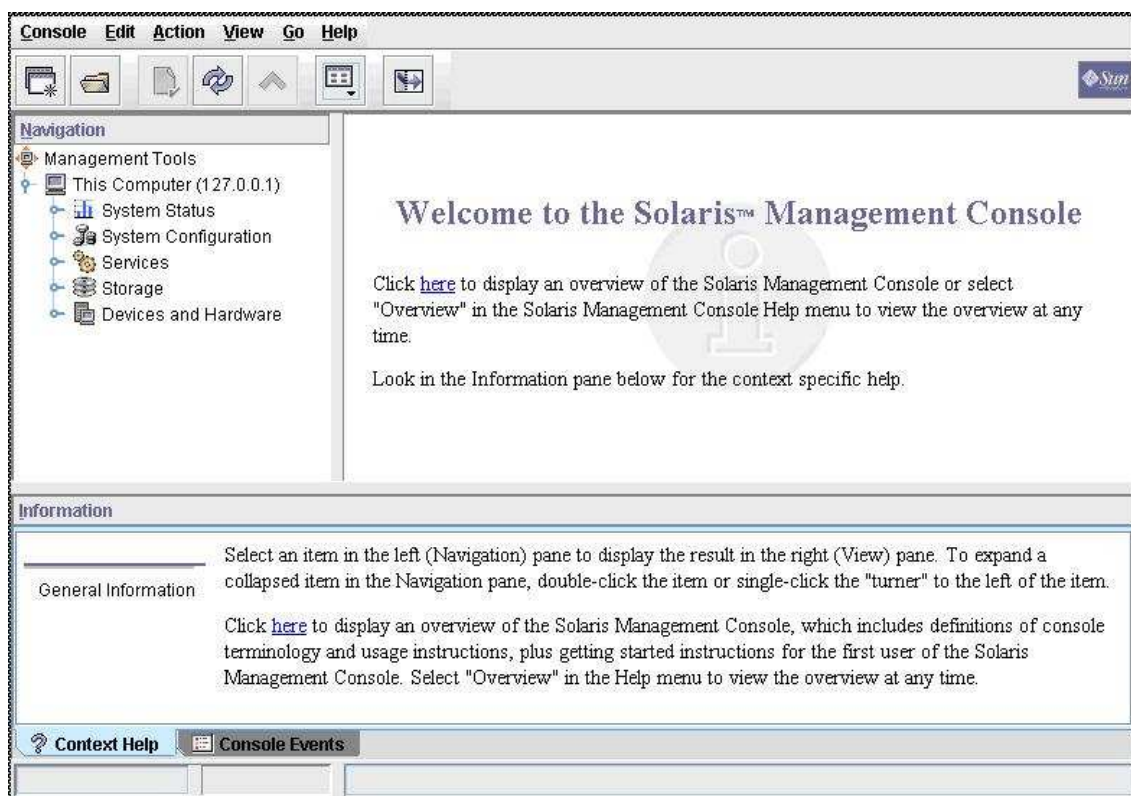 Console Edit Action View Go Help
Sun
Navigation
Management Tools
This Computer (127.0.0.1)
System Status
System Configuration
Services
Storage
Devices and Hardware
Welcome to the Solaris™ Management Console
Click here to display an overview of the Solaris Management Console or select
"Overview" in the Solaris Management Console Help menu to view the overview at any
time.
Look in the Information pane below for the context specific help.
Information
General Information
Select an item in the left (Navigation) pane to display the result in the right (View) pane. To expand a
collapsed item in the Navigation pane, double-click the item or single-click the "turner" to the left of the item.
Click here to display an overview of the Solaris Management Console, which includes definitions of console
terminology and usage instructions, plus getting started instructions for the first user of the Solaris
Management Console. Select "Overview" in the Help menu to view the overview at any time.
Context Help
Console Events